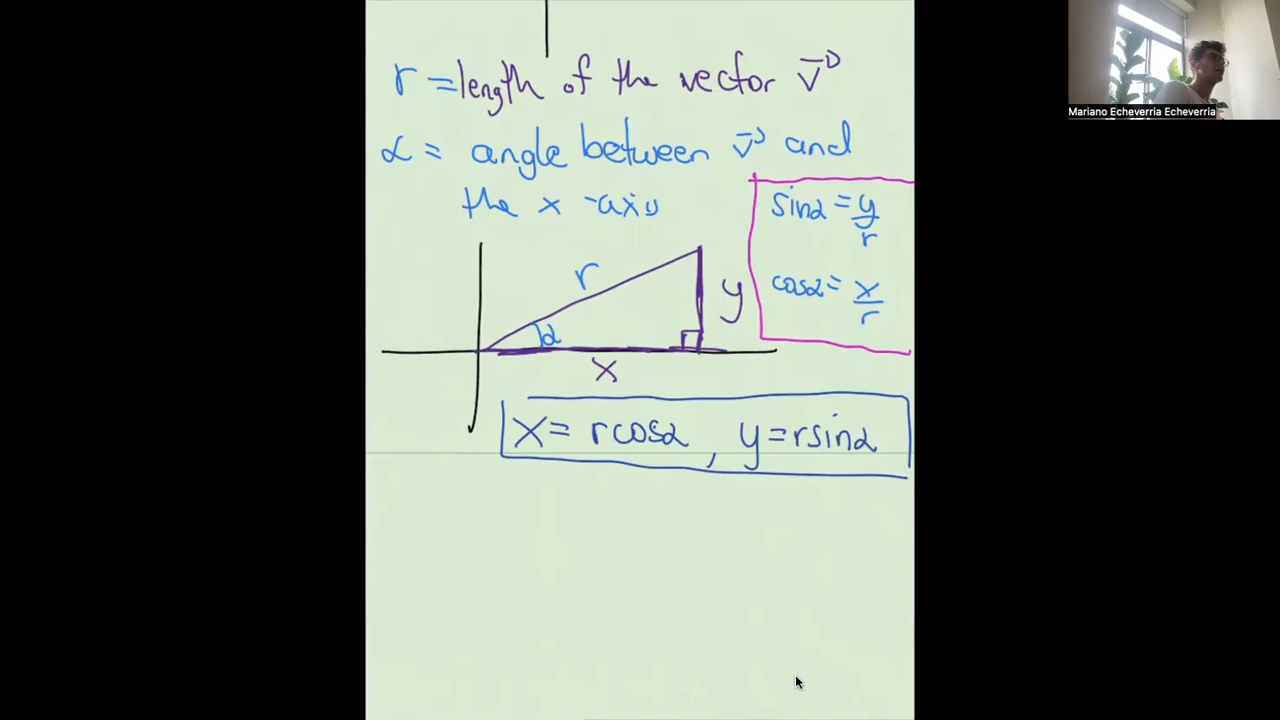 r = length of the vector v⃗
Mariano Echeverria Echeverria
α = angle between v⃗ and
the x-axis
sinα = y/r
cosα = x/r
r
y
α
x
x = rcosα, y = rsinα